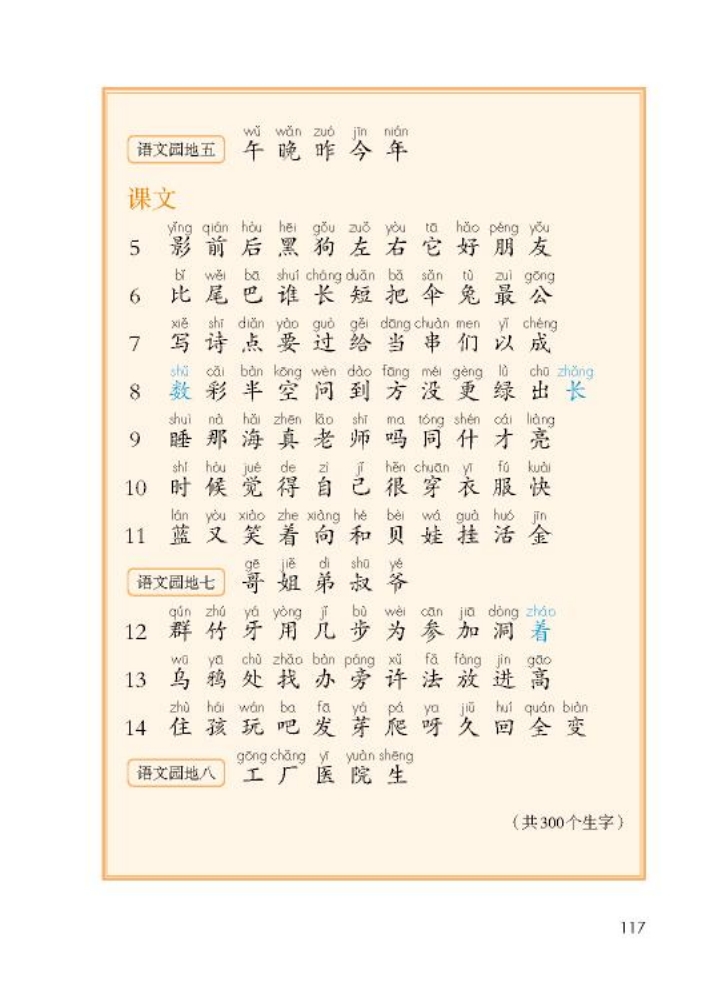 wǔ wǎn zuó jīn nián
语文园地五 午 晚 昨 今 年
课文
yǐng qián hòu hēi gǒu zuǒ yòu tā hǎo péng yǒu
5 影 前 后 黑 狗 左 右 它 好 朋 友
bǐ wěi bā shuí cháng duǎn bǎ sǎn tù zuì gōng
6 比 尾 巴 谁 长 短 把 伞 兔 最 公
xiě shī diǎn yào guò gěi dāng chuàn men yǐ chéng
7 写 诗 点 要 过 给 当 串 们 以 成
shǔ cǎi bàn kōng wèn dào fāng méi gèng lǜ chū zhǎng
8 数 彩 半 空 问 到 方 没 更 绿 出 长
shuì nà hǎi zhēn lǎo shī ma tóng shén cái liàng
9 睡 那 海 真 老 师 吗 同 什 才 亮
shí hòu jué de zì jǐ hěn chuān yī fú kuài
10 时 候 觉 得 自 己 很 穿 衣 服 快
lán yòu xiào zhe xiàng hé bèi wá guà huó jīn
11 蓝 又 笑 着 向 和 贝 娃 挂 活 金
gē jiě dì shū yé
语文园地七 哥 姐 弟 叔 爷
qún zhú yá yòng jǐ bù wéi cān jiā dòng zháo
12 群 竹 牙 用 几 步 为 参 加 洞 着
wū yā chù zhǎo bàn páng xǔ fǎ fàng jìn gāo
13 乌 鸦 处 找 办 旁 许 法 放 进 高
zhù hái wán ba fā yá pá ya jiǔ huí quán biàn
14 住 孩 玩 吧 发 芽 爬 呀 久 回 全 变
gōng chǎng yī yuàn shēng
语文园地八 工 厂 医 院 生
（共300个生字）
117